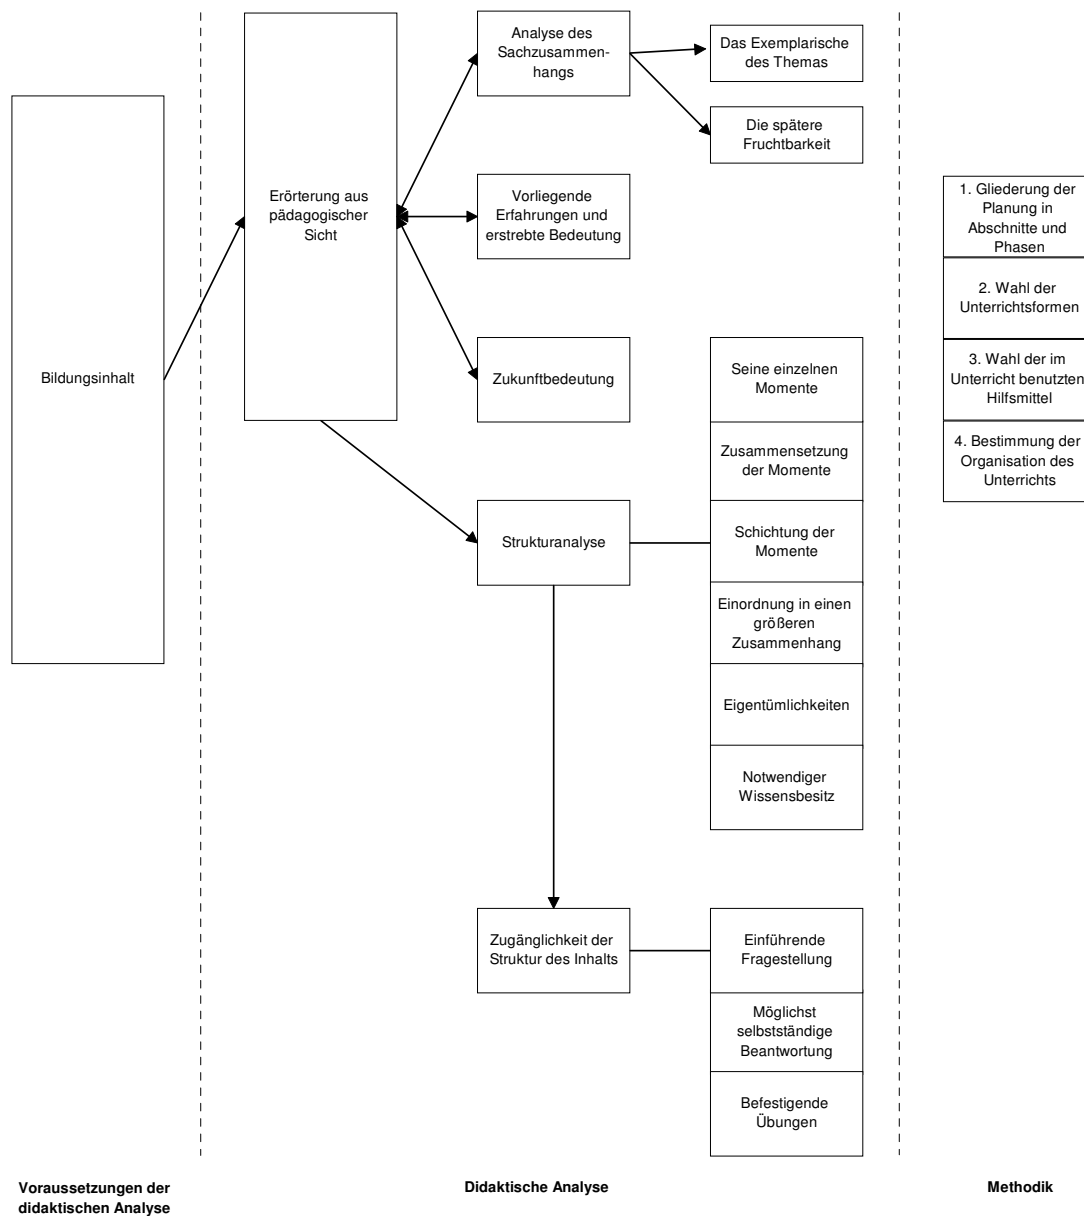 Bildungsinhalt
Erörterung aus
pädagogischer
Sicht
Analyse des
Sachzusammen-
hangs
Das Exemplarische
des Themas
Die spätere
Fruchtbarkeit
Vorliegende
Erfahrungen und
erstrebte Bedeutung
Zukunftbedeutung
Strukturanalyse
Seine einzelnen
Momente
Zusammensetzung
der Momente
Schichtung der
Momente
Einordnung in einen
größeren
Zusammenhang
Eigentümlichkeiten
Notwendiger
Wissensbesitz
Zugänglichkeit der
Struktur des Inhalts
Einführende
Fragestellung
Möglichst
selbstständige
Beantwortung
Befestigende
Übungen
1. Gliederung der
Planung in
Abschnitte und
Phasen
2. Wahl der
Unterrichtsformen
3. Wahl der im
Unterricht benutzten
Hilfsmittel
4. Bestimmung der
Organisation des
Unterrichts
Voraussetzungen der
didaktischen Analyse
Didaktische Analyse
Methodik